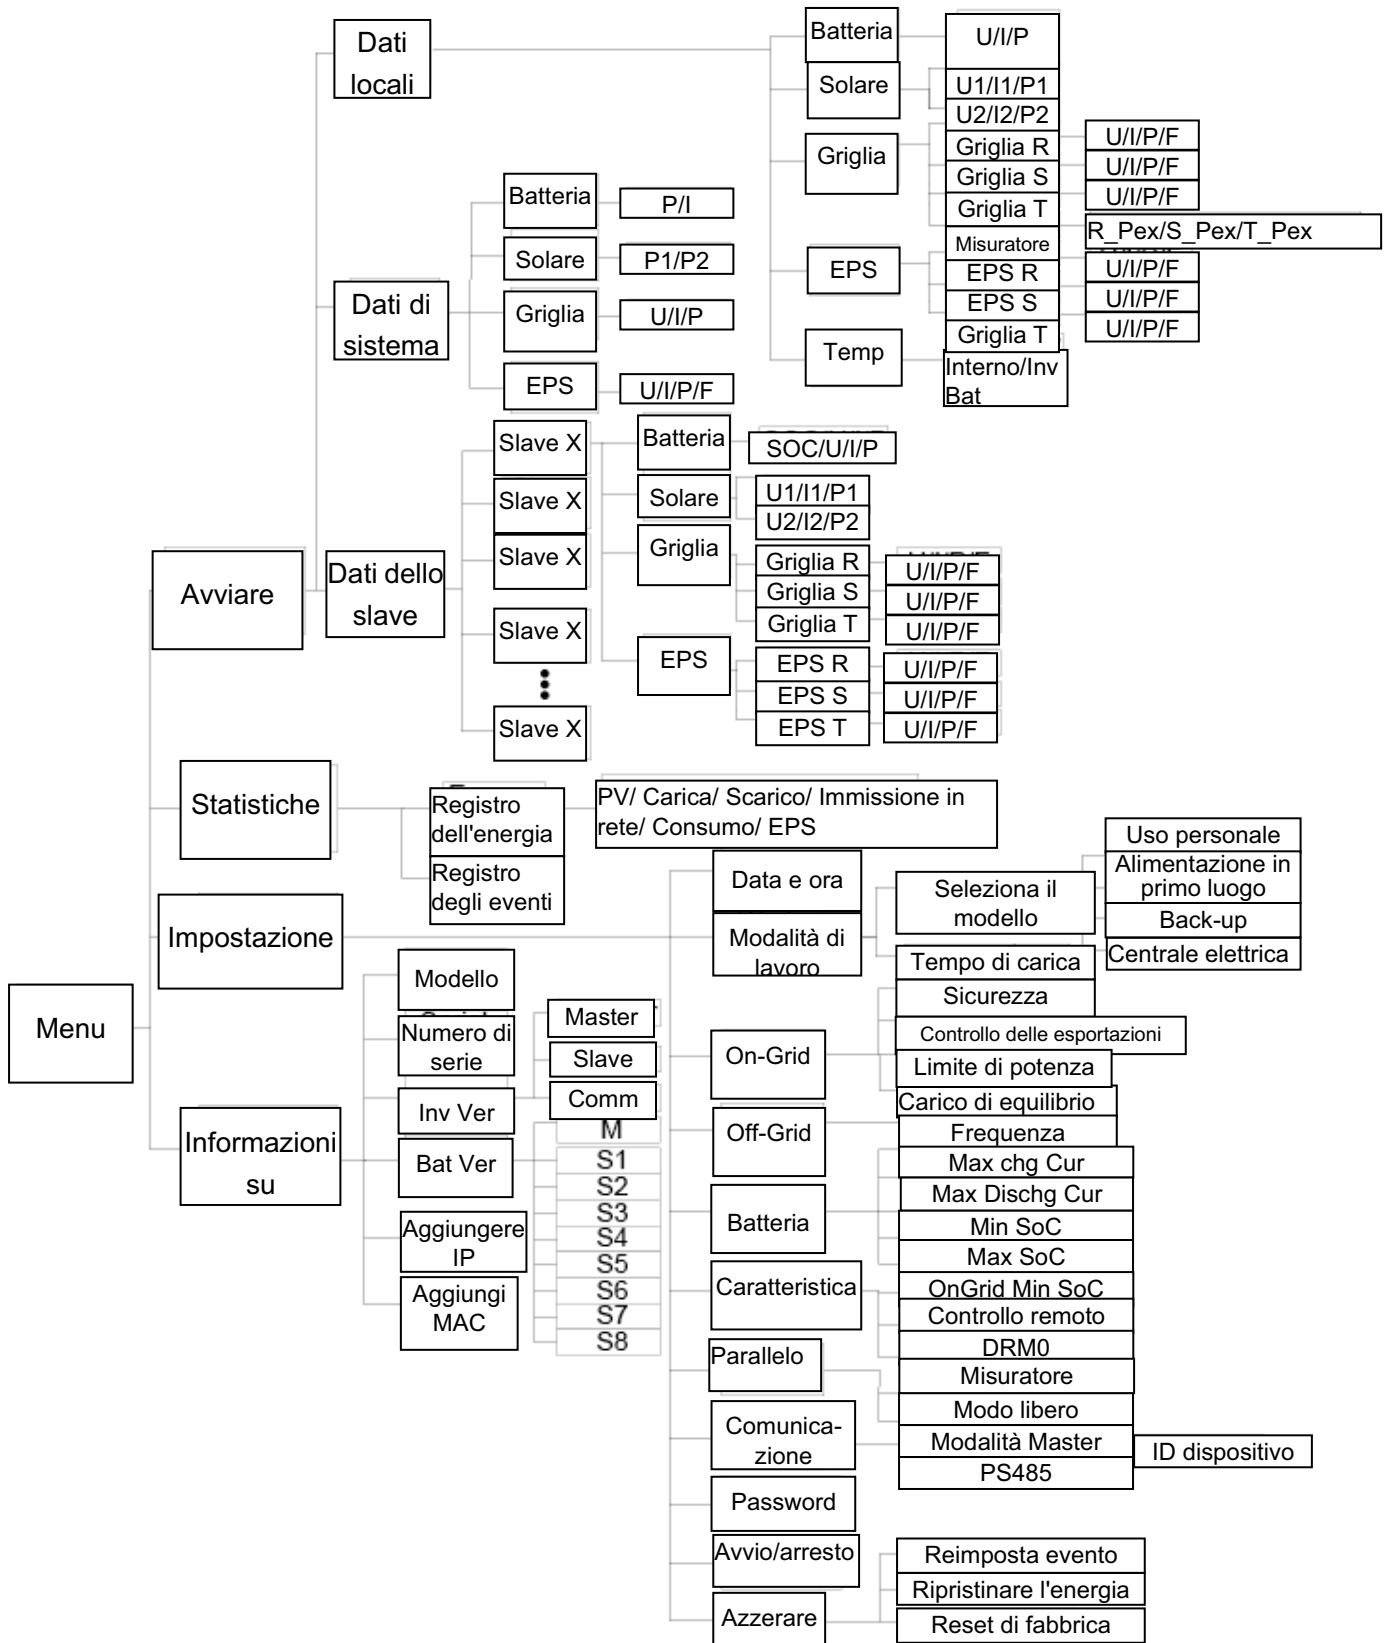 Dati
locali
Batteria
U/I/P
Solare
U1/I1/P1
U2/I2/P2
Griglia
Griglia R
U/I/P/F
Griglia S
U/I/P/F
Griglia T
U/I/P/F
Misuratore
R_Pex/S_Pex/T_Pex
EPS
EPS R
U/I/P/F
EPS S
U/I/P/F
Griglia T
U/I/P/F
Temp
Interno/Inv
Bat
Dati di
sistema
Batteria
P/I
Solare
P1/P2
Griglia
U/I/P
EPS
U/I/P/F
Avviare
Dati dello
slave
Slave X
Slave X
Slave X
Slave X
Slave X
Batteria
SOC/U/I/P
Solare
U1/I1/P1
U2/I2/P2
Griglia
Griglia R
U/I/P/F
Griglia S
U/I/P/F
Griglia T
U/I/P/F
EPS
EPS R
U/I/P/F
EPS S
U/I/P/F
EPS T
U/I/P/F
Statistiche
Registro
dell'energia
PV/ Carica/ Scarico/ Immissione in
rete/ Consumo/ EPS
Registro
degli eventi
Menu
Impostazione
Data e ora
Modalità di
lavoro
Seleziona il
modello
Uso personale
Alimentazione in
primo luogo
Back-up
Centrale elettrica
Tempo di carica
On-Grid
Sicurezza
Controllo delle esportazioni
Limite di potenza
Carico di equilibrio
Off-Grid
Frequenza
Batteria
Max chg Cur
Max Dischg Cur
Min SoC
Max SoC
OnGrid Min SoC
Caratteristica
Controllo remoto
DRM0
Parallelo
Misuratore
Modo libero
Modalità Master
Comunica-
zione
PS485
ID dispositivo
Password
Avvio/arresto
Azzerare
Reimposta evento
Ripristinare l'energia
Reset di fabbrica
Informazioni
su
Modello
Numero di
serie
Inv Ver
Master
Slave
Comm
Bat Ver
M
S1
S2
S3
S4
S5
S6
S7
S8
Aggiungere
IP
Aggiungi
MAC